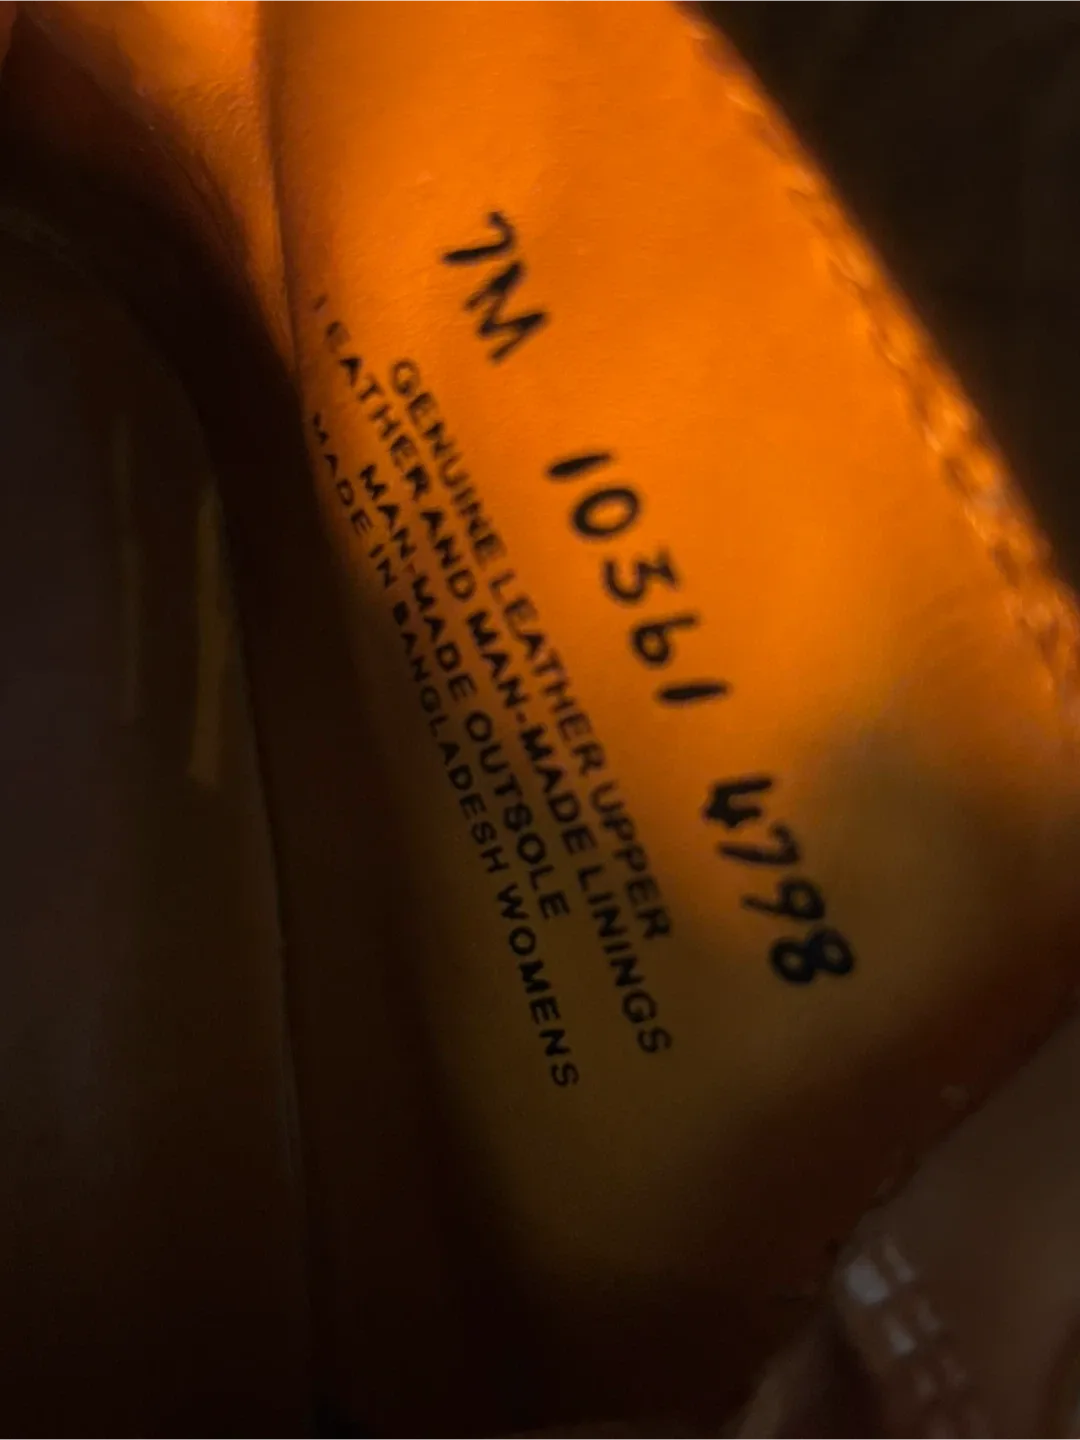 7M 10361 4798
GENUINE LEATHER UPPER
LEATHER AND MAN-MADE LININGS
MAN-MADE OUTSOLE
MADE IN BANGLADESH WOMENS